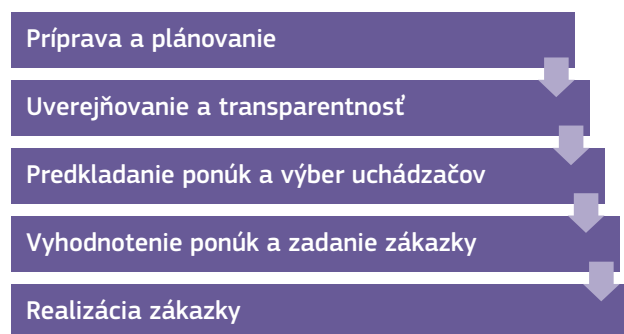 Príprava a plánovanie
Uverejňovanie a transparentnosť
Predkladanie ponúk a výber uchádzačov
Vyhodnotenie ponúk a zadanie zákazky
Realizácia zákazky